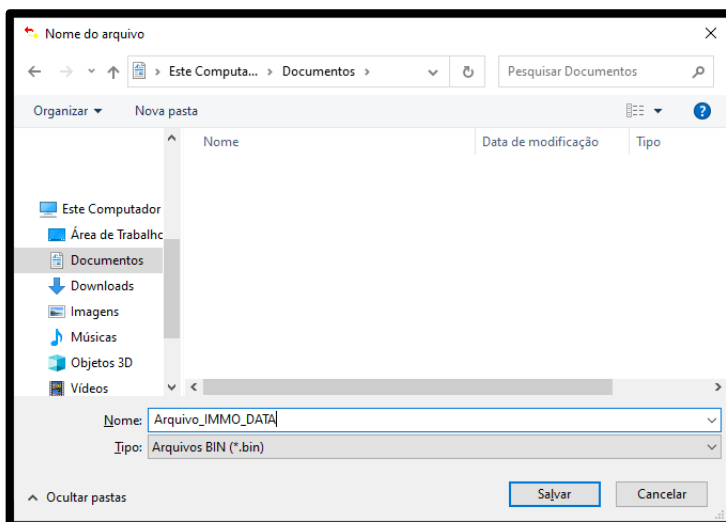 Nome do arquivo
Este Computa... > Documentos >
Pesquisar Documentos
Organizar
Nova pasta
Nome
Data de modificação
Tipo
Este Computador
Área de Trabalho
Documentos
Downloads
Imagens
Músicas
Objetos 3D
Vídeos
Nome: Arquivo_IMMO_DATA
Tipo: Arquivos BIN (*.bin)
Ocultar pastas
Salvar
Cancelar